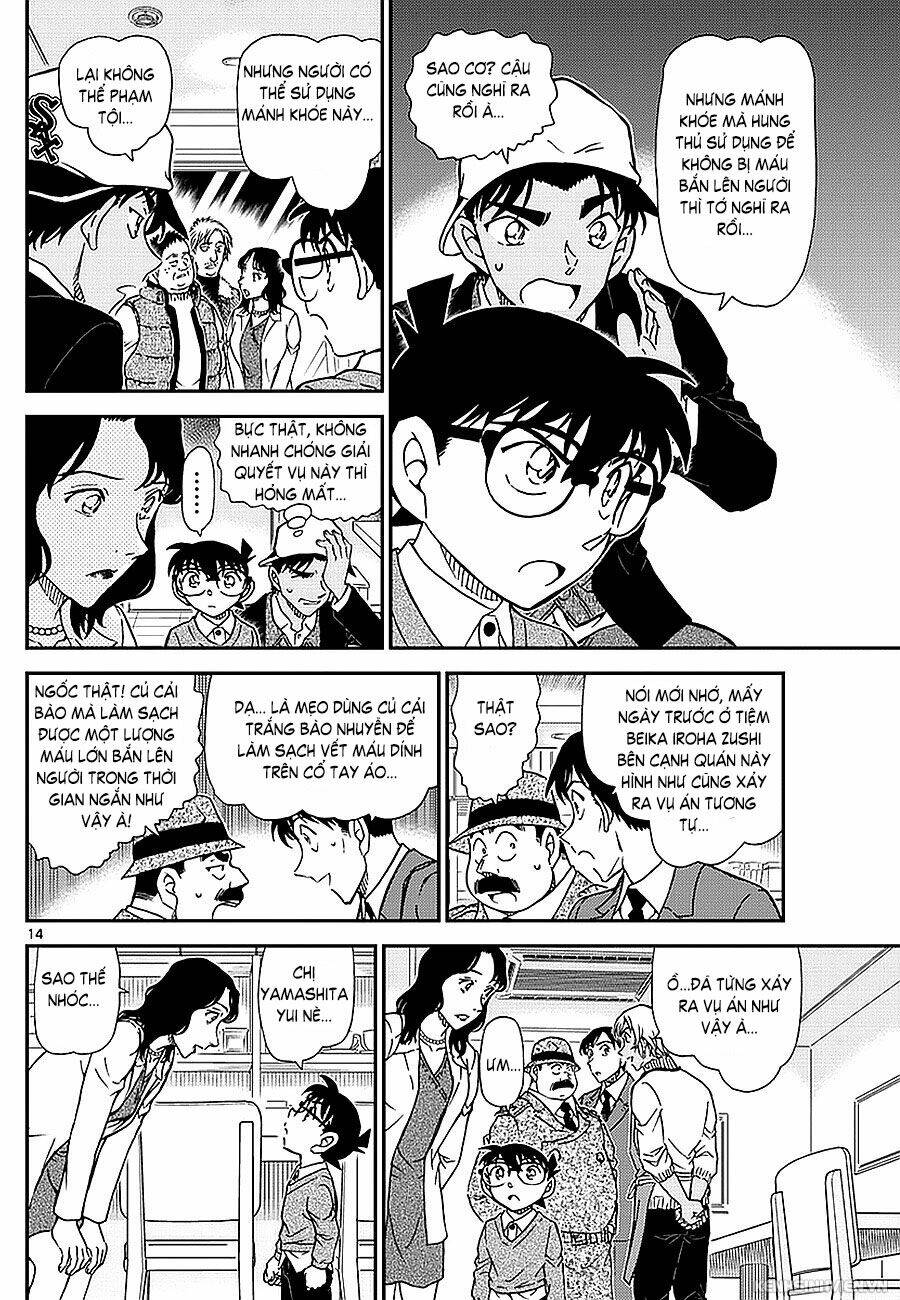 NHƯNG MÁNH
KHÓE MÀ HUNG
THỦ SỬ DỤNG ĐỂ
KHÔNG BỊ MÁU
BẮN LÊN NGƯỜI
THÌ TỚ NGHĨ RA
RỒI...
SAO CƠ? CẬU
CŨNG NGHĨ RA
RỒI À...
NHƯNG NGƯỜI CÓ
THỂ SỬ DỤNG
MÁNH KHÓE NÀY...
LẠI KHÔNG
THỂ PHẠM
TỘI...
BỰC THẬT, KHÔNG
NHANH CHÓNG GIẢI
QUYẾT VỤ NÀY THÌ
HỎNG MẤT...
......
NÓI MỚI NHỚ, MẤY
NGÀY TRƯỚC Ở TIỆM
BEIKA IROHA ZUSHI
BÊN CẠNH QUÁN NÀY
HÌNH NHƯ CŨNG XẢY
RA VỤ ÁN TƯƠNG
TỰ...
THẬT
SAO?
DẠ... LÀ MẸO DÙNG CỦ CẢI
TRẮNG BÀO NHUYỄN ĐỂ
LÀM SẠCH VẾT MÁU DÍNH
TRÊN CỔ TAY ÁO...
NGỐC THẬT! CỦ CẢI
BÀO MÀ LÀM SẠCH
ĐƯỢC MỘT LƯỢNG
MÁU LỚN BẮN LÊN
NGƯỜI TRONG THỜI
GIAN NGẮN NHƯ
VẬY À!
14
Ồ...ĐÃ TỪNG XẢY
RA VỤ ÁN NHƯ
VẬY À...
ƯM...
CHỊ
YAMASHITA
YUI NÈ...
SAO THẾ
NHÓC...